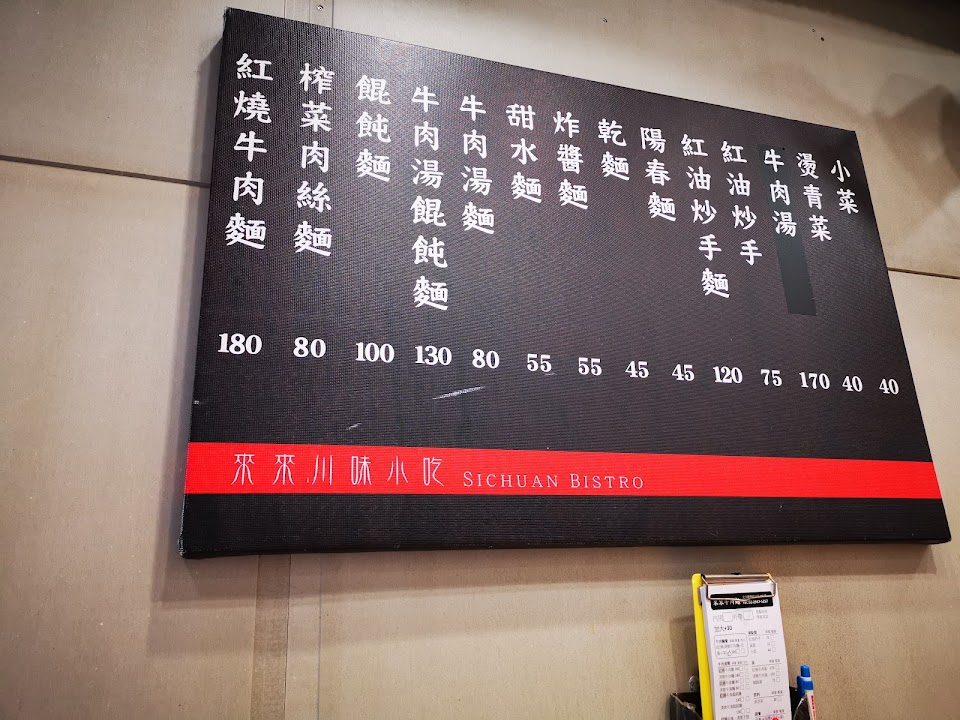 紅燒牛肉麵
榨菜肉絲麵
餛飩麵
牛肉湯餛飩麵
牛肉湯麵
甜水麵
炸醬麵
乾麵
陽春麵
紅油炒手麵
紅油炒手
牛肉湯
燙青菜
小菜
180 80 100 130 80 55 55 45 45 120 75 170 40 40
來來川味小吃 SICHUAN BISTRO
加大+30